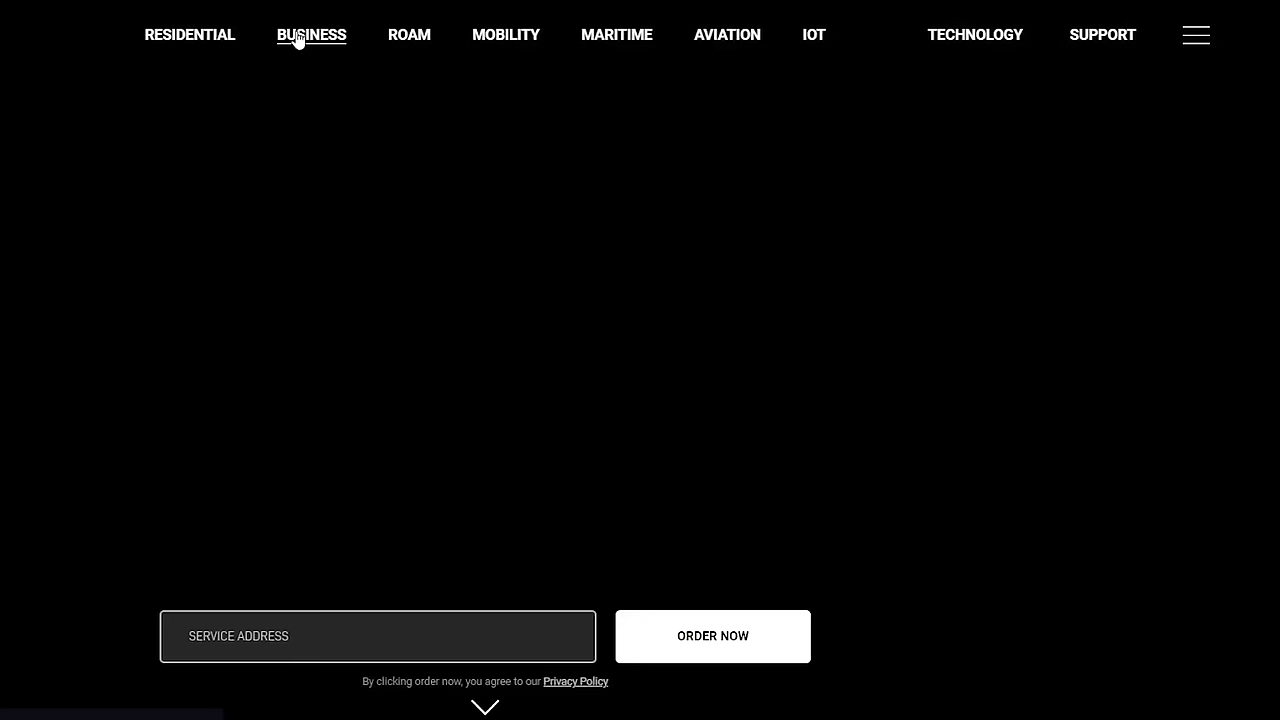 RESIDENTIAL BUSINESS ROAM MOBILITY MARITIME AVIATION IOT TECHNOLOGY SUPPORT
SERVICE ADDRESS ORDER NOW
By clicking order now, you agree to our Privacy Policy